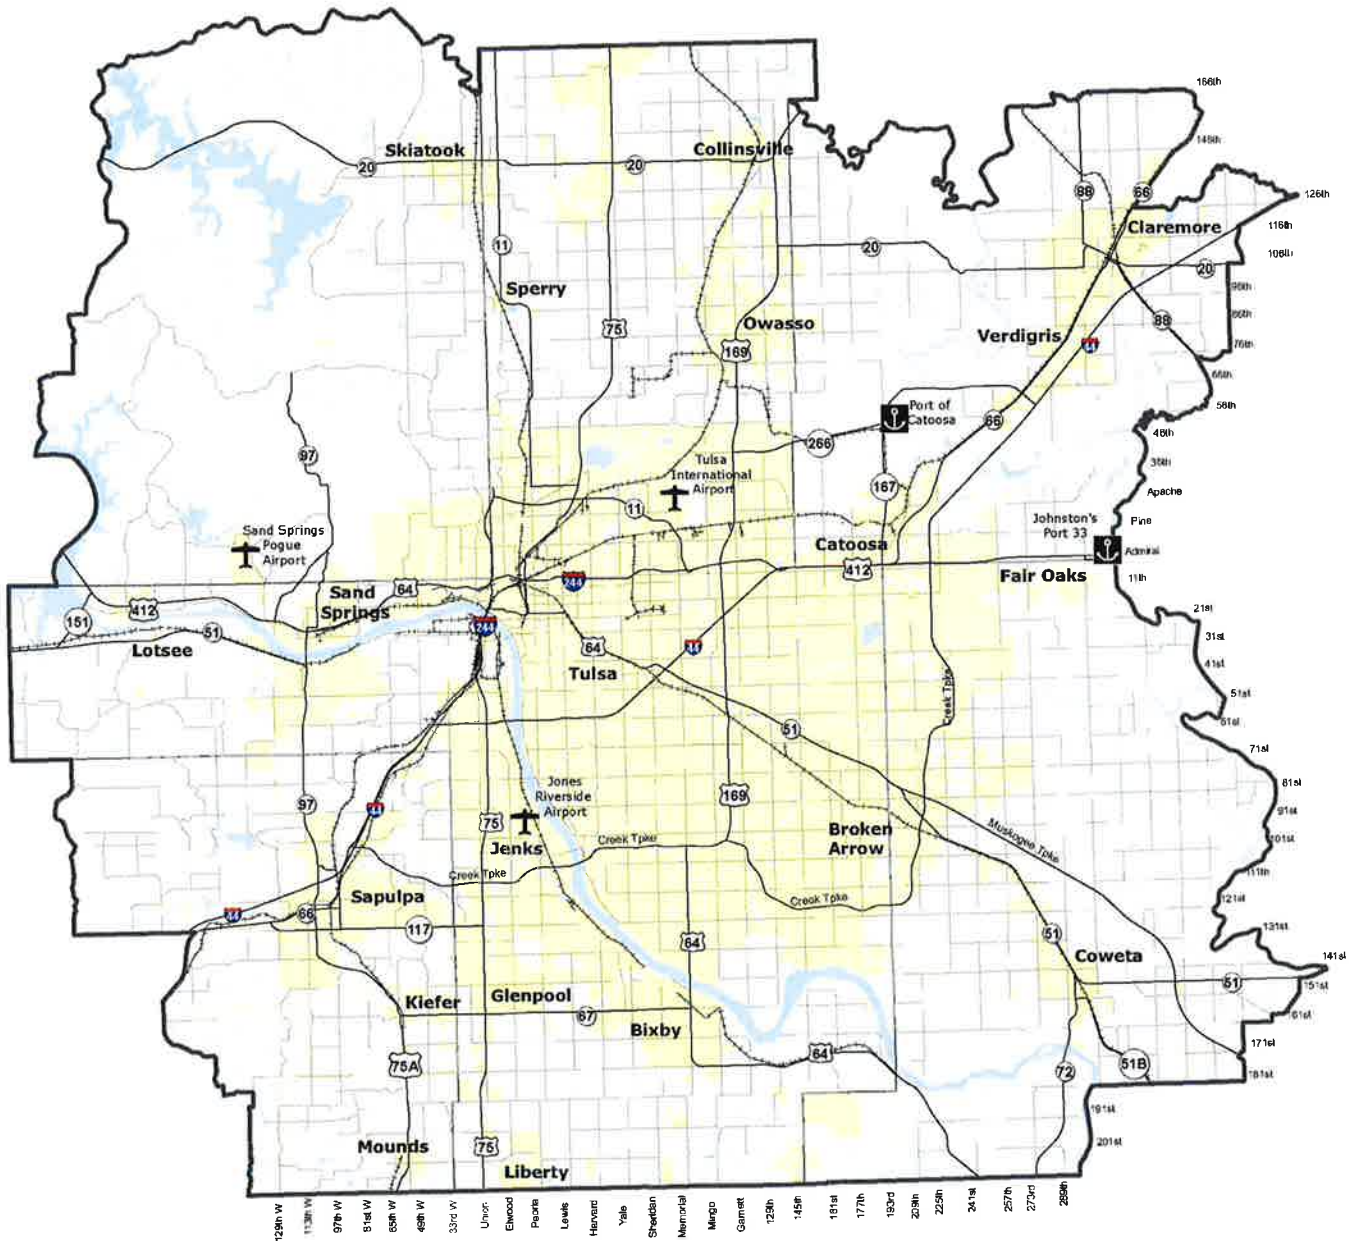 166th
145th
Skiatook
Collinsville
20
20
88
66
126th
Claremore
116th
106th
11
20
20
Sperry
96th
86th
75
Owasso
88
Verdigris
169
44
76th
66th
56th
Port of
Catoosa
66
46th
266
97
36th
Tulsa
International
Airport
167
Apache
11
Johnston's
Port 33
Pine
Sand Springs
Pogue
Airport
Catoosa
Admiral
412
Fair Oaks
11th
244
64
Sand
Springs
412
151
51
244
21st
31st
Lotsee
64
44
41st
Tulsa
Creek Tpke
51st
61st
51
71st
81st
Jones
Riverside
Airport
97
44
169
91st
75
Broken
Arrow
Muskogee Tpke
101st
Jenks
Creek Tpke
Creek Tpke
111th
Sapulpa
Creek Tpke
121st
44
66
117
64
51
131st
141st
Coweta
51
151st
Kiefer
Glenpool
67
161st
Bixby
171st
64
75A
51B
72
181st
191st
201st
Mounds
75
Liberty
129th W
113th W
97th W
81st W
65th W
49th W
33rd W
Union
Elwood
Peoria
Lewis
Harvard
Yale
Sheridan
Memorial
Mingo
Garnett
129th
145th
161st
177th
193rd
209th
225th
241st
257th
273rd
289th